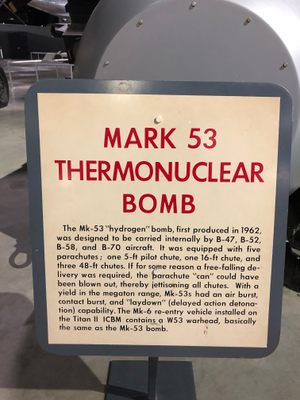 MARK 53
THERMONUCLEAR
BOMB
The Mk-53 "hydrogen" bomb, first produced in 1962,
was designed to be carried internally by B-47, B-52,
B-58, and B-70 aircraft. It was equipped with five
parachutes; one 5-ft pilot chute, one 16-ft chute, and
three 48-ft chutes. If for some reason a free-falling de-
livery was required, the parachute "can" could have
been blown out, thereby jettisoning all chutes. With a
yield in the megaton range, Mk-53s had an air burst,
contact burst, and "laydown" (delayed action detona-
tion) capability. The Mk-6 re-entry vehicle installed on
the Titan II ICBM contains a W53 warhead, basically
the same as the Mk-53 bomb.